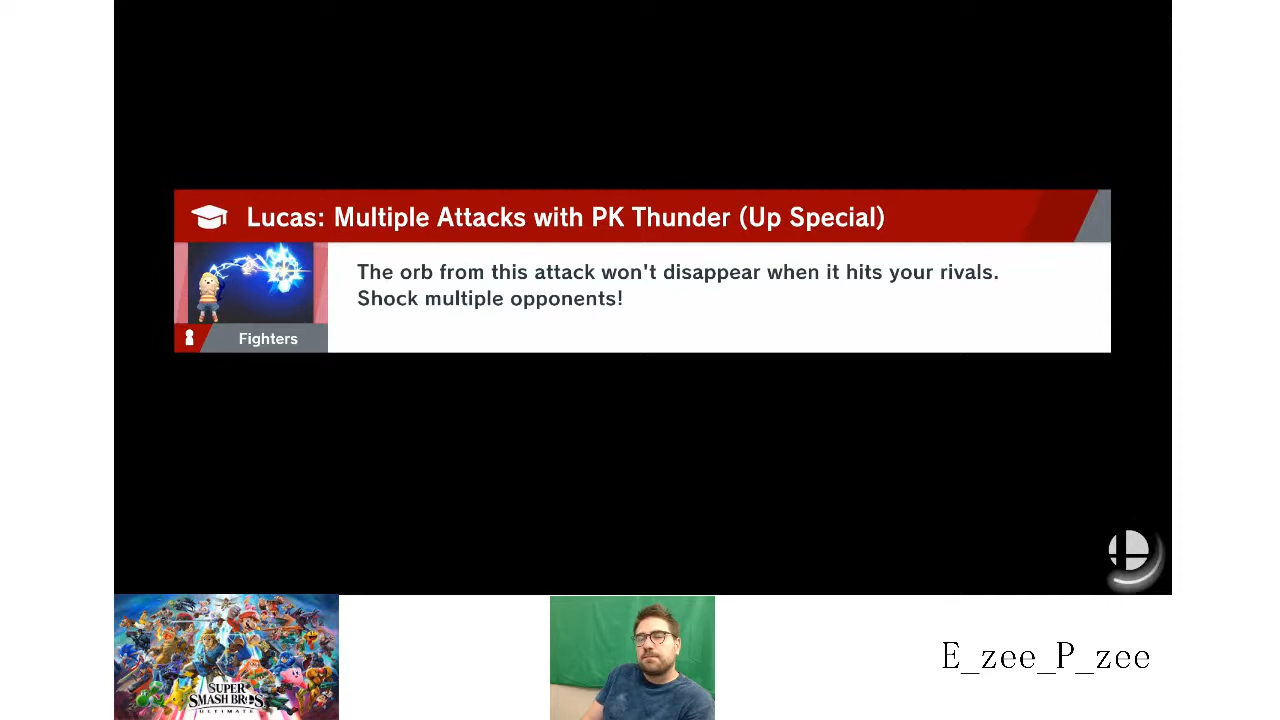 Lucas: Multiple Attacks with PK Thunder (Up Special)
The orb from this attack won't disappear when it hits your rivals.
Shock multiple opponents!
Fighters
SUPER
SMASH BROS.
ULTIMATE
E_zee_P_zee